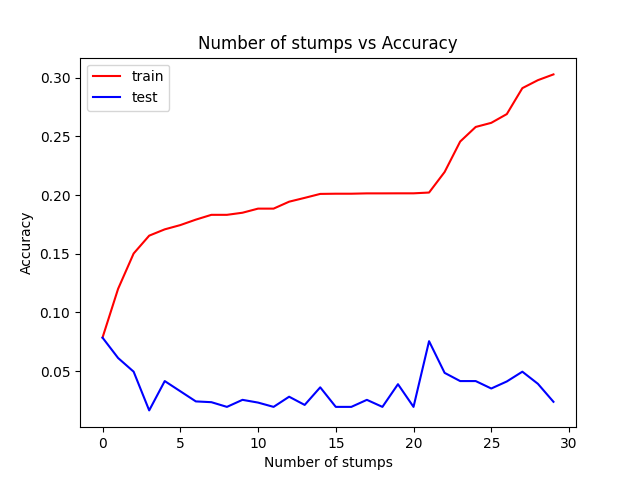 Number of stumps vs Accuracy
train
test
0.30
0.25
0.20
0.15
0.10
0.05
Accuracy
0 5 10 15 20 25 30
Number of stumps